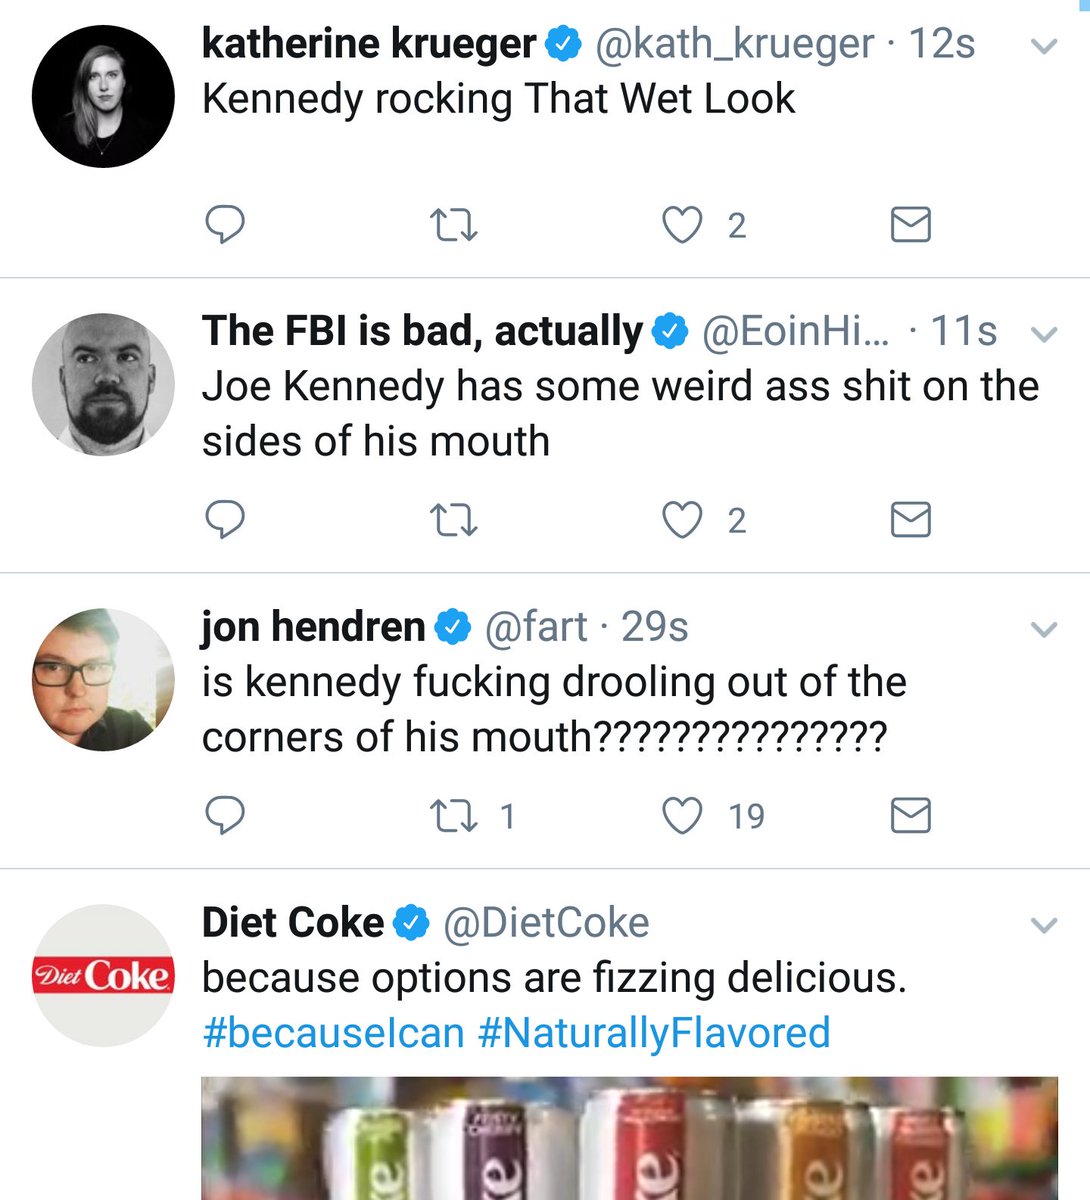 katherine krueger @kath_krueger · 12s
Kennedy rocking That Wet Look
2
The FBI is bad, actually @EoinHi... · 11s
Joe Kennedy has some weird ass shit on the
sides of his mouth
2
jon hendren @fart · 29s
is kennedy fucking drooling out of the
corners of his mouth???????????????
1 19
Diet Coke @DietCoke
Diet Coke
because options are fizzing delicious.
#becauseIcan #NaturallyFlavored